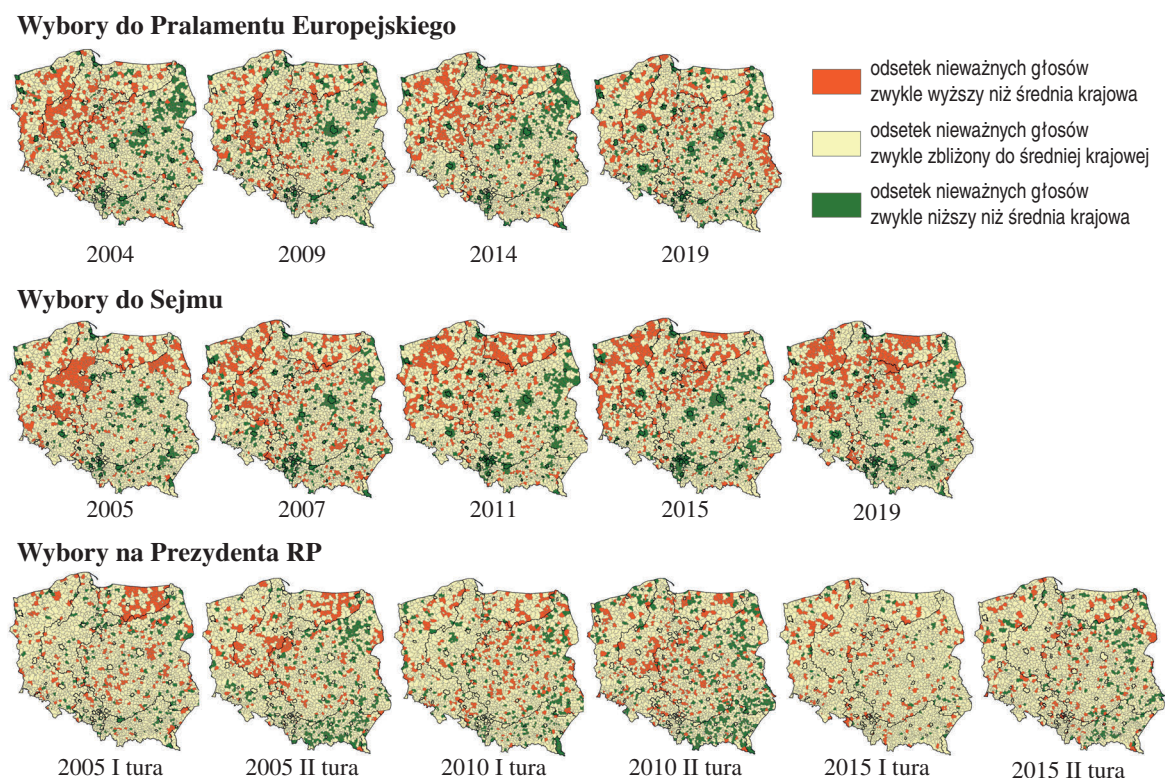 Wybory do Pralamentu Europejskiego
odsetek nieważnych głosów
zwykle wyższy niż średnia krajowa
odsetek nieważnych głosów
zwykle zbliżony do średniej krajowej
odsetek nieważnych głosów
zwykle niższy niż średnia krajowa
2004 2009 2014 2019
Wybory do Sejmu
2005 2007 2011 2015 2019
Wybory na Prezydenta RP
2005 I tura 2005 II tura 2010 I tura 2010 II tura 2015 I tura 2015 II tura